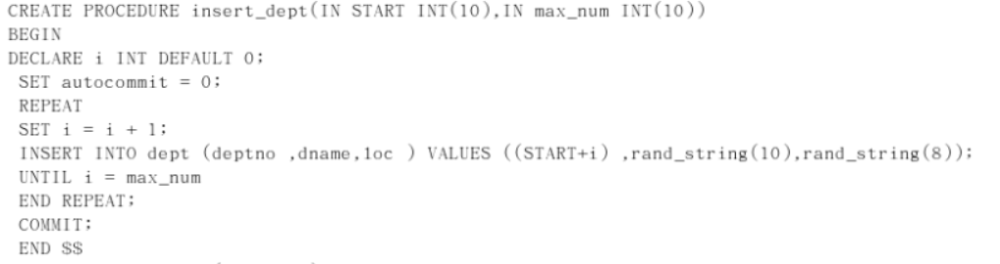 CREATE PROCEDURE insert_dept(IN START INT(10),IN max_num INT(10))
BEGIN
DECLARE i INT DEFAULT 0;
SET autocommit = 0;
REPEAT
SET i = i + 1;
INSERT INTO dept (deptno ,dname,loc ) VALUES ((START+i) ,rand_string(10),rand_string(8));
UNTIL i = max_num
END REPEAT;
COMMIT;
END $$